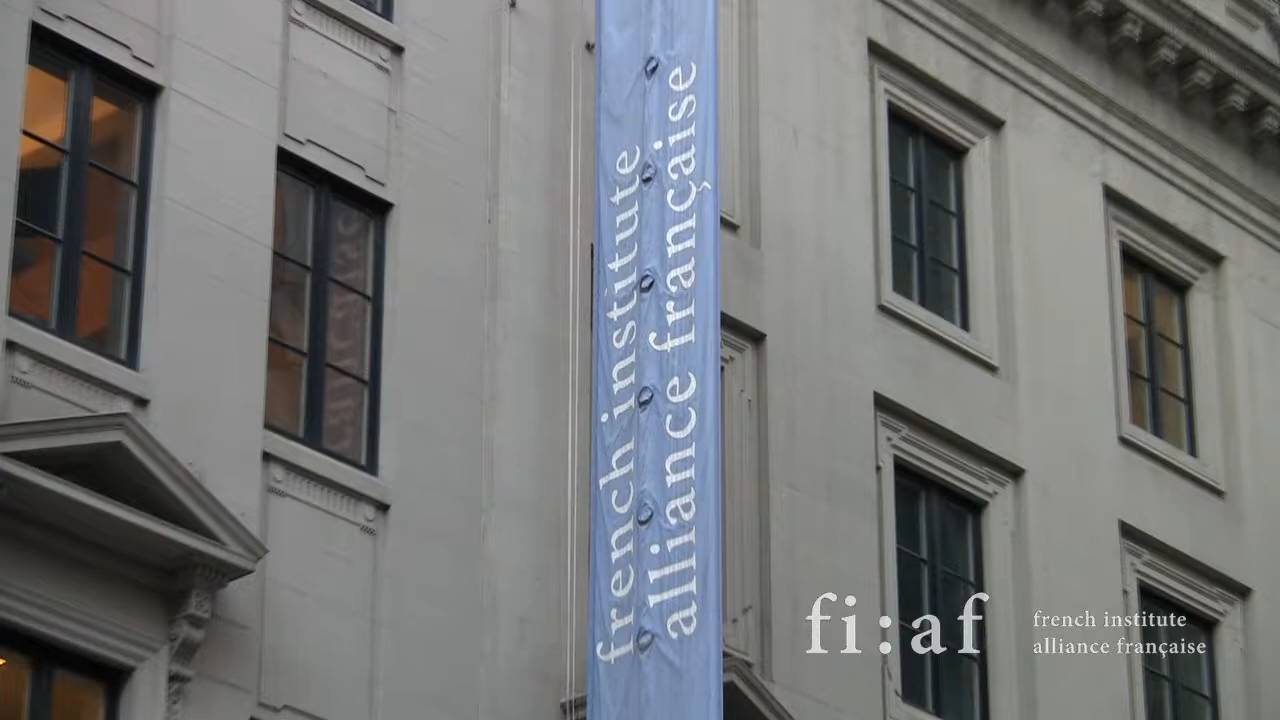 french institute
alliance française
fi:af
french institute
alliance française